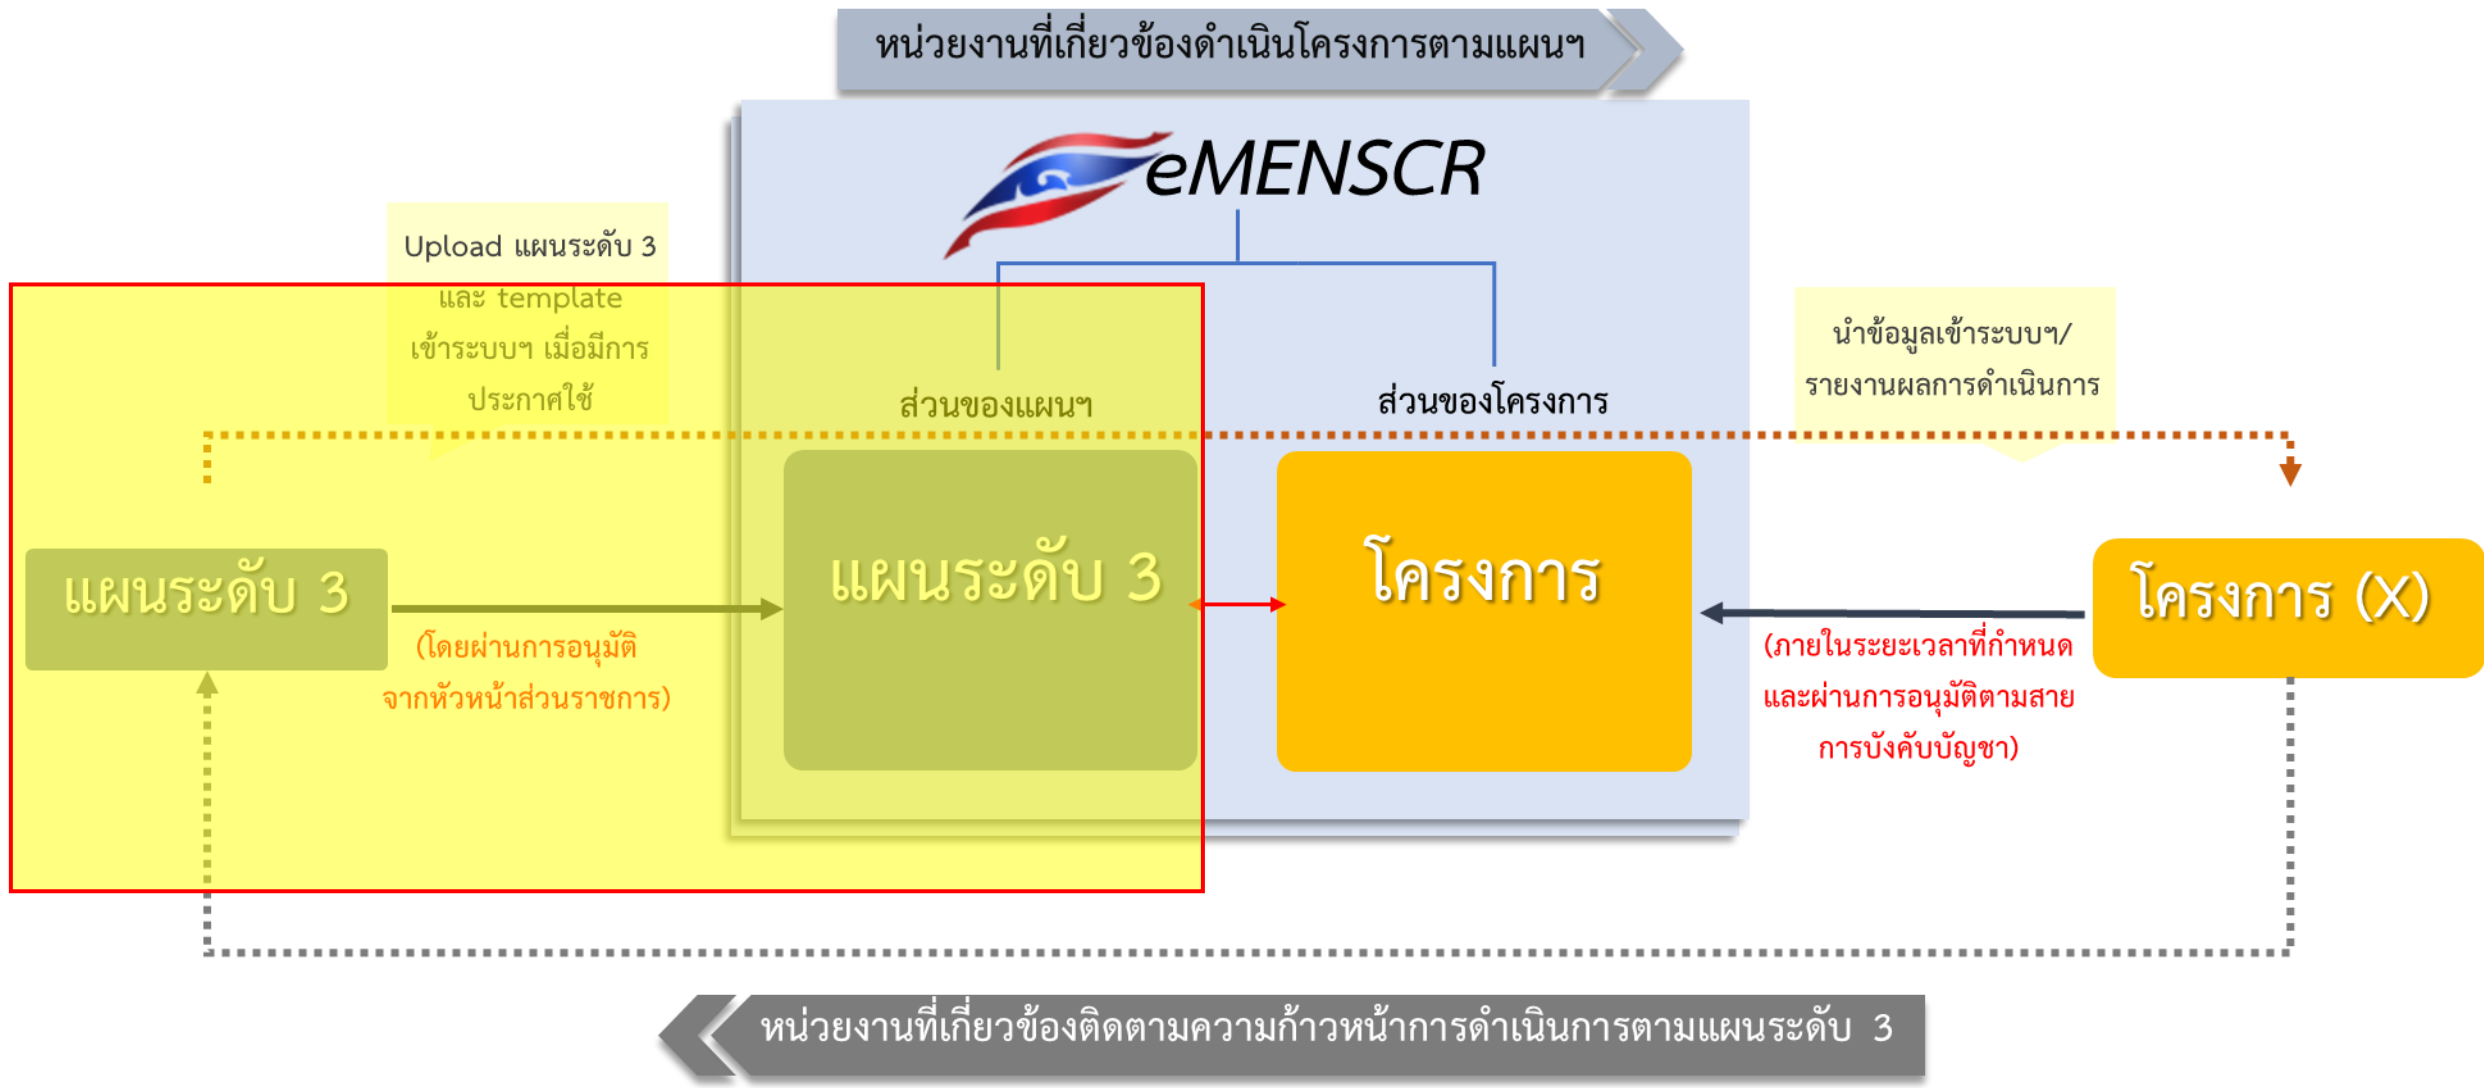 หน่วยงานที่เกี่ยวข้องดำเนินโครงการตามแผนฯ
eMENSCR
Upload แผนระดับ 3
และ template
เข้าระบบฯ เมื่อมีการ
ประกาศใช้
นำข้อมูลเข้าระบบฯ/
รายงานผลการดำเนินการ
ส่วนของแผนฯ
ส่วนของโครงการ
แผนระดับ 3
(โดยผ่านการอนุมัติ
จากหัวหน้าส่วนราชการ)
แผนระดับ 3
โครงการ
(ภายในระยะเวลาที่กำหนด
และผ่านการอนุมัติตามสาย
การบังคับบัญชา)
โครงการ (X)
หน่วยงานที่เกี่ยวข้องติดตามความก้าวหน้าการดำเนินการตามแผนระดับ 3